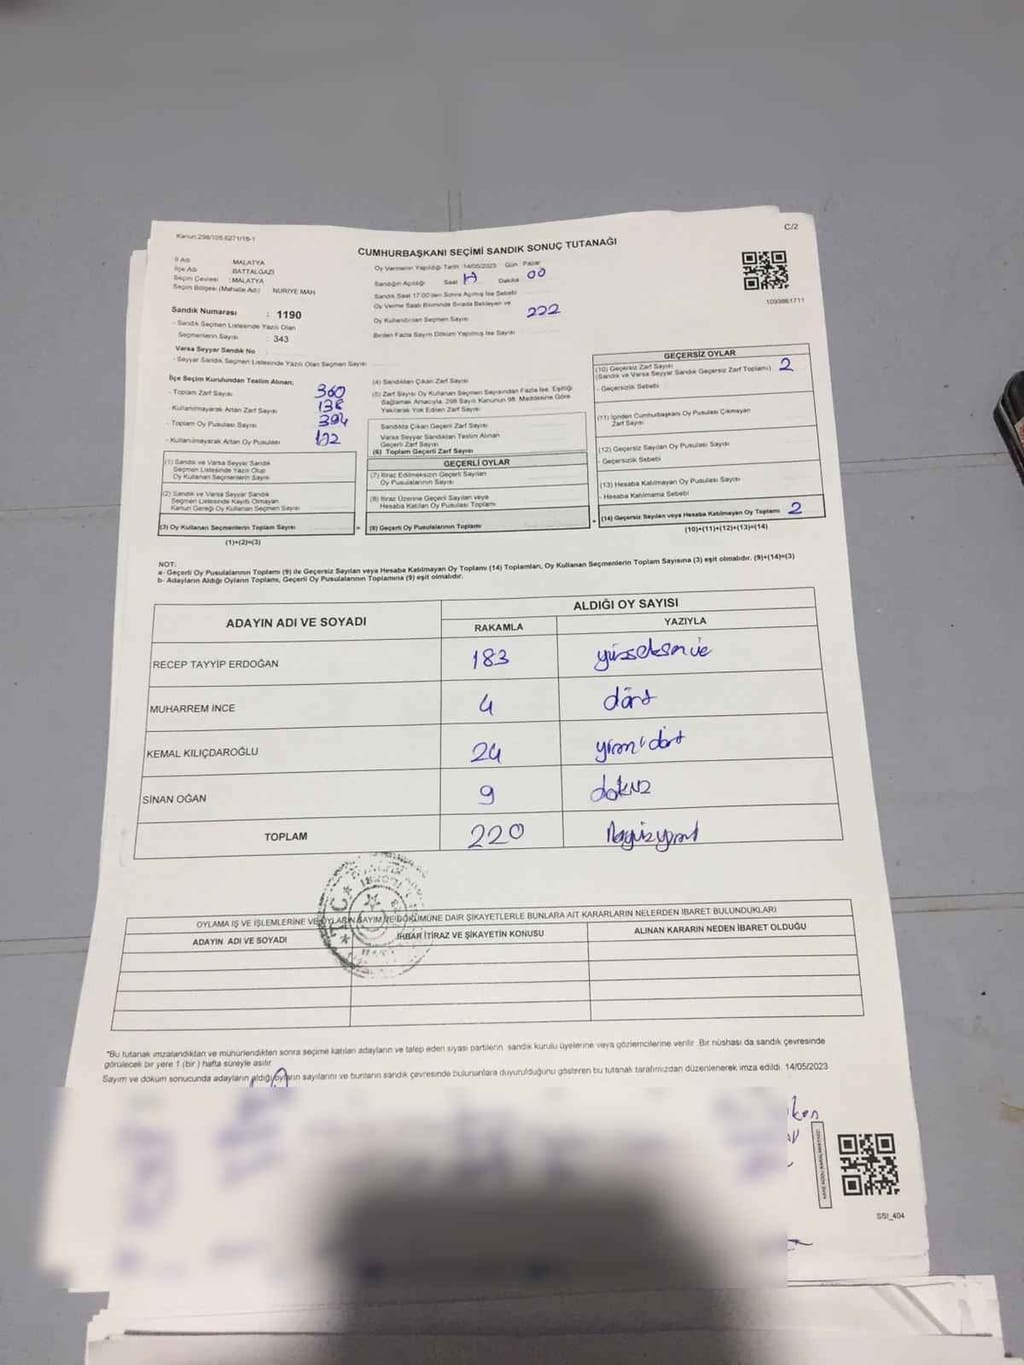 Kanun:298/105.6271/16-1
C/2
CUMHURBAŞKANI SEÇİMİ SANDIK SONUÇ TUTANAĞI
İl Adı MALATYA
İlçe Adı BATTALGAZİ
Seçim Çevresi : MALATYA
Seçim Bölgesi (Mahalle Adı) : NURİYE MAH
Oy Vermenin Yapıldığı Tarih 14/05/2023 Gün : Pazar
Sandığın Açılışı Saat Dakika 00
Sandık Saat 17:00'den Sonra Açılmış İse Sebebi
Oy Verme Saati Bitiminde Sırada Bekleyen ve
Oy Kullandırılan Seçmen Sayısı 222
Birden Fazla Sayım Döküm Yapılmış İse Sayısı
1093861711
Sandık Numarası : 1190
- Sandık Seçmen Listesinde Yazılı Olan
Seçmenlerin Sayısı : 343
Varsa Seyyar Sandık No
- Seyyar Sandık Seçmen Listesinde Yazılı Olan Seçmen Sayısı
İlçe Seçim Kurulundan Teslim Alınan;
- Toplam Zarf Sayısı 360
- Kullanılmayarak Artan Zarf Sayısı 138
- Toplam Oy Pusulası Sayısı
- Kullanılmayarak Artan Oy Pusulası
(1) Sandık ve Varsa Seyyar Sandık
Seçmen Listesinde Yazılı Olup
Oy Kullanan Seçmenlerin Sayısı
(2) Sandık ve Varsa Seyyar Sandık
Seçmen Listesinde Kayıtlı Olmayan
Kanun Gereği Oy Kullanan Seçmen Sayısı
(3) Oy Kullanan Seçmenlerin Toplam Sayısı =
(1)+(2)=(3)
(4) Sandıktan Çıkan Zarf Sayısı
(5) Zarf Sayısı Oy Kullanan Seçmen Sayısından Fazla İse, Eşitliği
Sağlamak Amacıyla, 298 Sayılı Kanunun 98. Maddesine Göre
Yakılarak Yok Edilen Zarf Sayısı
Sandıkta Çıkan Geçerli Zarf Sayısı
Varsa Seyyar Sandıktan Teslim Alınan
Geçerli Zarf Sayısı
(6) Toplam Geçerli Zarf Sayısı
GEÇERLİ OYLAR
(7) İtiraz Edilmeksizin Geçerli Sayılan
Oy Pusulalarının Sayısı
(8) İtiraz Üzerine Geçerli Sayılan veya
Hesaba Katılan Oy Pusulası Toplamı
(9) Geçerli Oy Pusulalarının Toplamı +
GEÇERSİZ OYLAR
(10) Geçersiz Zarf Sayısı
(Sandık ve Varsa Seyyar Sandık Geçersiz Zarf Toplamı) 2
- Geçersizlik Sebebi
(11) İçinden Cumhurbaşkanı Oy Pusulası Çıkmayan
Zarf Sayısı
(12) Geçersiz Sayılan Oy Pusulası Sayısı
- Geçersizlik Sebebi
(13) Hesaba Katılmayan Oy Pusulası Sayısı
- Hesaba Katılmama Sebebi
(14) Geçersiz Sayılan veya Hesaba Katılmayan Oy Toplamı 2
(10)+(11)+(12)+(13)=(14)
NOT:
a- Geçerli Oy Pusulalarının Toplamı (9) ile Geçersiz Sayılan veya Hesaba Katılmayan Oy Toplamı (14) Toplamları, Oy Kullanan Seçmenlerin Toplam Sayısına (3) eşit olmalıdır. (9)+(14)=(3)
b- Adayların Aldığı Oyların Toplamı, Geçerli Oy Pusulalarının Toplamına (9) eşit olmalıdır.
ADAYIN ADI VE SOYADI ALDIĞI OY SAYISI
RAKAMLA YAZIYLA
RECEP TAYYİP ERDOĞAN 183
MUHARREM İNCE 4 dört
KEMAL KILIÇDAROĞLU 24 yirmidört
SİNAN OĞAN 9 dokuz
TOPLAM 220
OYLAMA İŞ VE İŞLEMLERİNE VE OYLARIN SAYIM VE DÖKÜMÜNE DAİR ŞİKAYETLERLE BUNLARA AİT KARARLARIN NELERDEN İBARET BULUNDUKLARI
ADAYIN ADI VE SOYADI İHBAR İTİRAZ VE ŞİKAYETİN KONUSU ALINAN KARARIN NEDEN İBARET OLDUĞU
T.C.
*Bu tutanak imzalandıktan ve mühürlendikten sonra seçime katılan adayların ve talep eden siyasi partilerin sandık kurulu üyelerine veya gözlemcilerine verilir. Bir nüshası da sandık çevresinde
görülecek bir yere 1 (bir) hafta süreyle asılır.
Sayım ve döküm sonucunda adayların aldığı oyların sayılarını ve bunların sandık çevresinde bulunanlara duyurulduğunu gösteren bu tutanak tarafımızdan düzenlenerek imza edildi. 14/05/2023
SSI_404